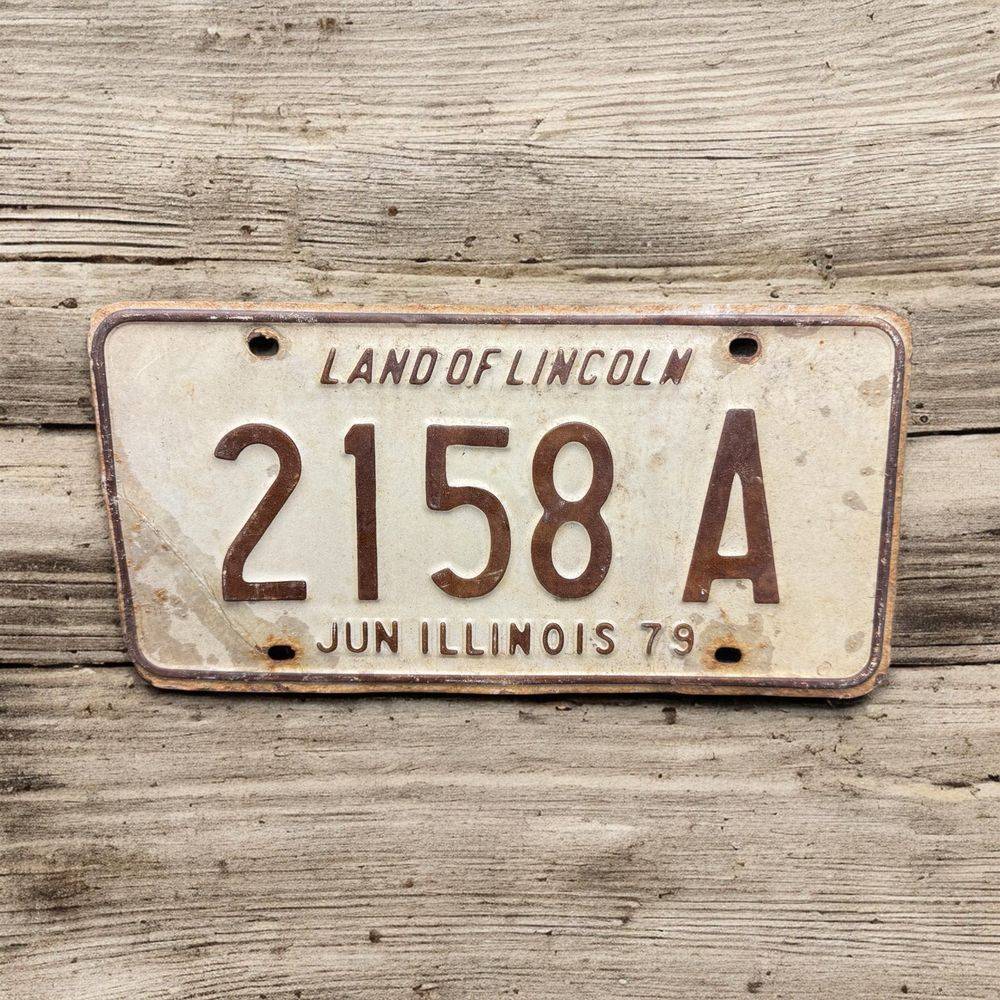 LAND OF LINCOLN
2158 A
JUN ILLINOIS 79